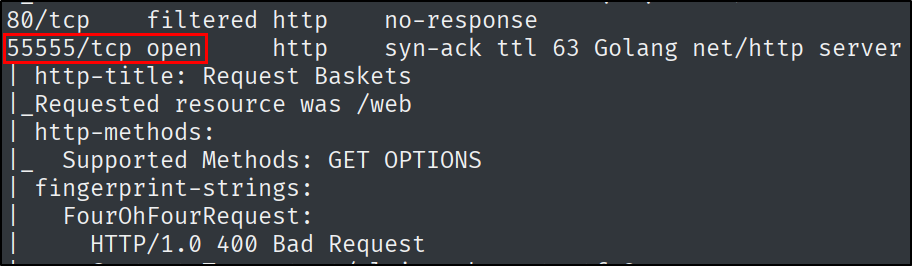 80/tcp    filtered http    no-response
55555/tcp open     http    syn-ack ttl 63 Golang net/http server
| http-title: Request Baskets
|_Requested resource was /web
| http-methods:
|_  Supported Methods: GET OPTIONS
| fingerprint-strings:
|   FourOhFourRequest:
|     HTTP/1.0 400 Bad Request